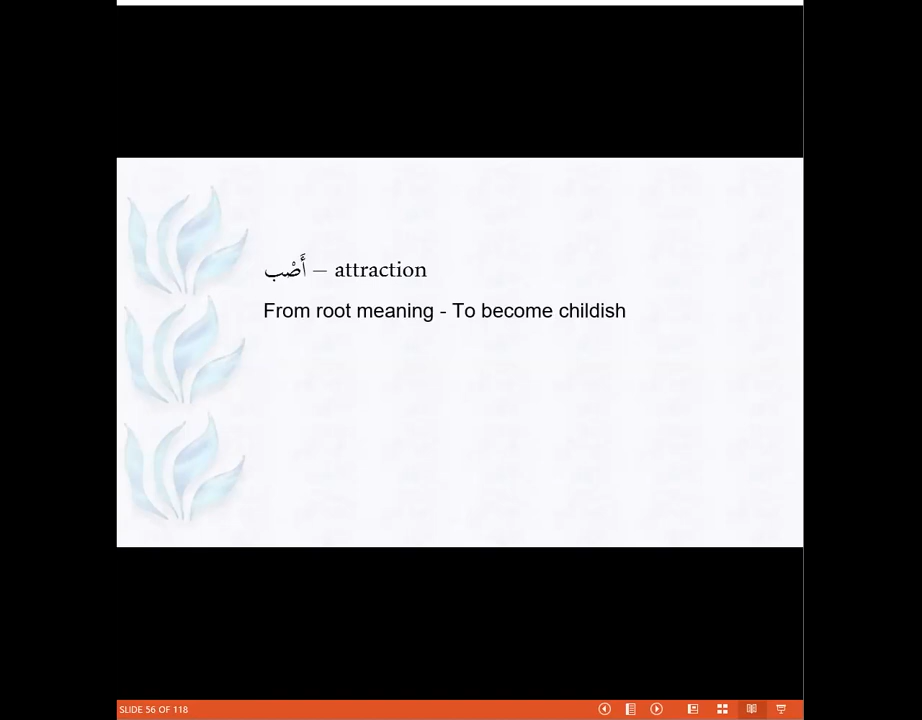 أَصْب – attraction
From root meaning - To become childish
SLIDE 56 OF 118